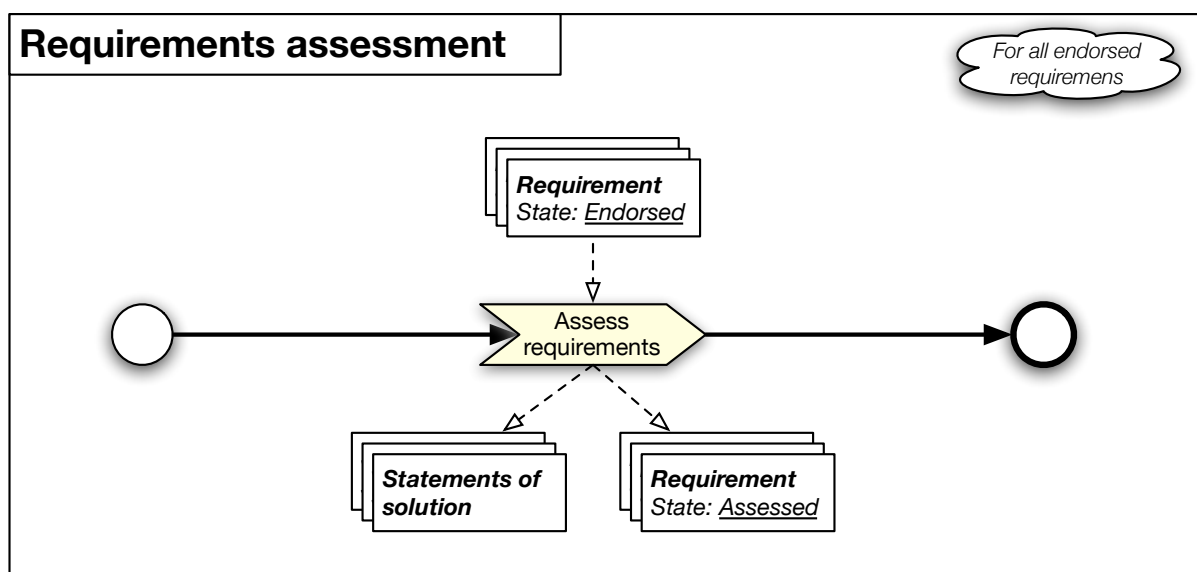 Requirements assessment
For all endorsed
requiremens
Requirement
State: Endorsed
Assess
requirements
Statements of
solution
Requirement
State: Assessed